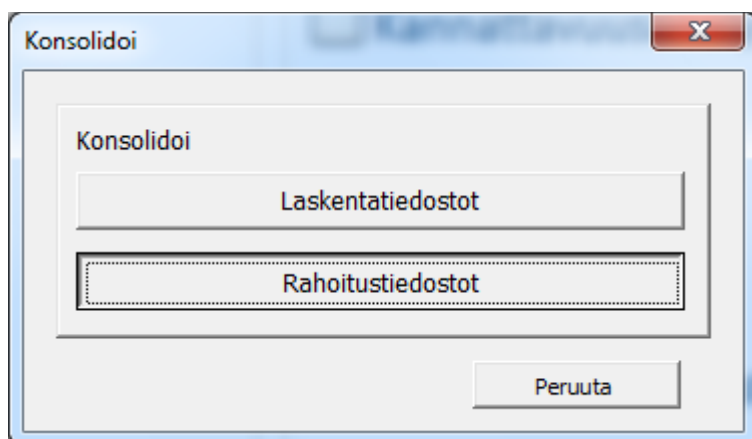 Konsolidoi
Konsolidoi
Laskentatiedostot
Rahoitustiedostot
Peruuta